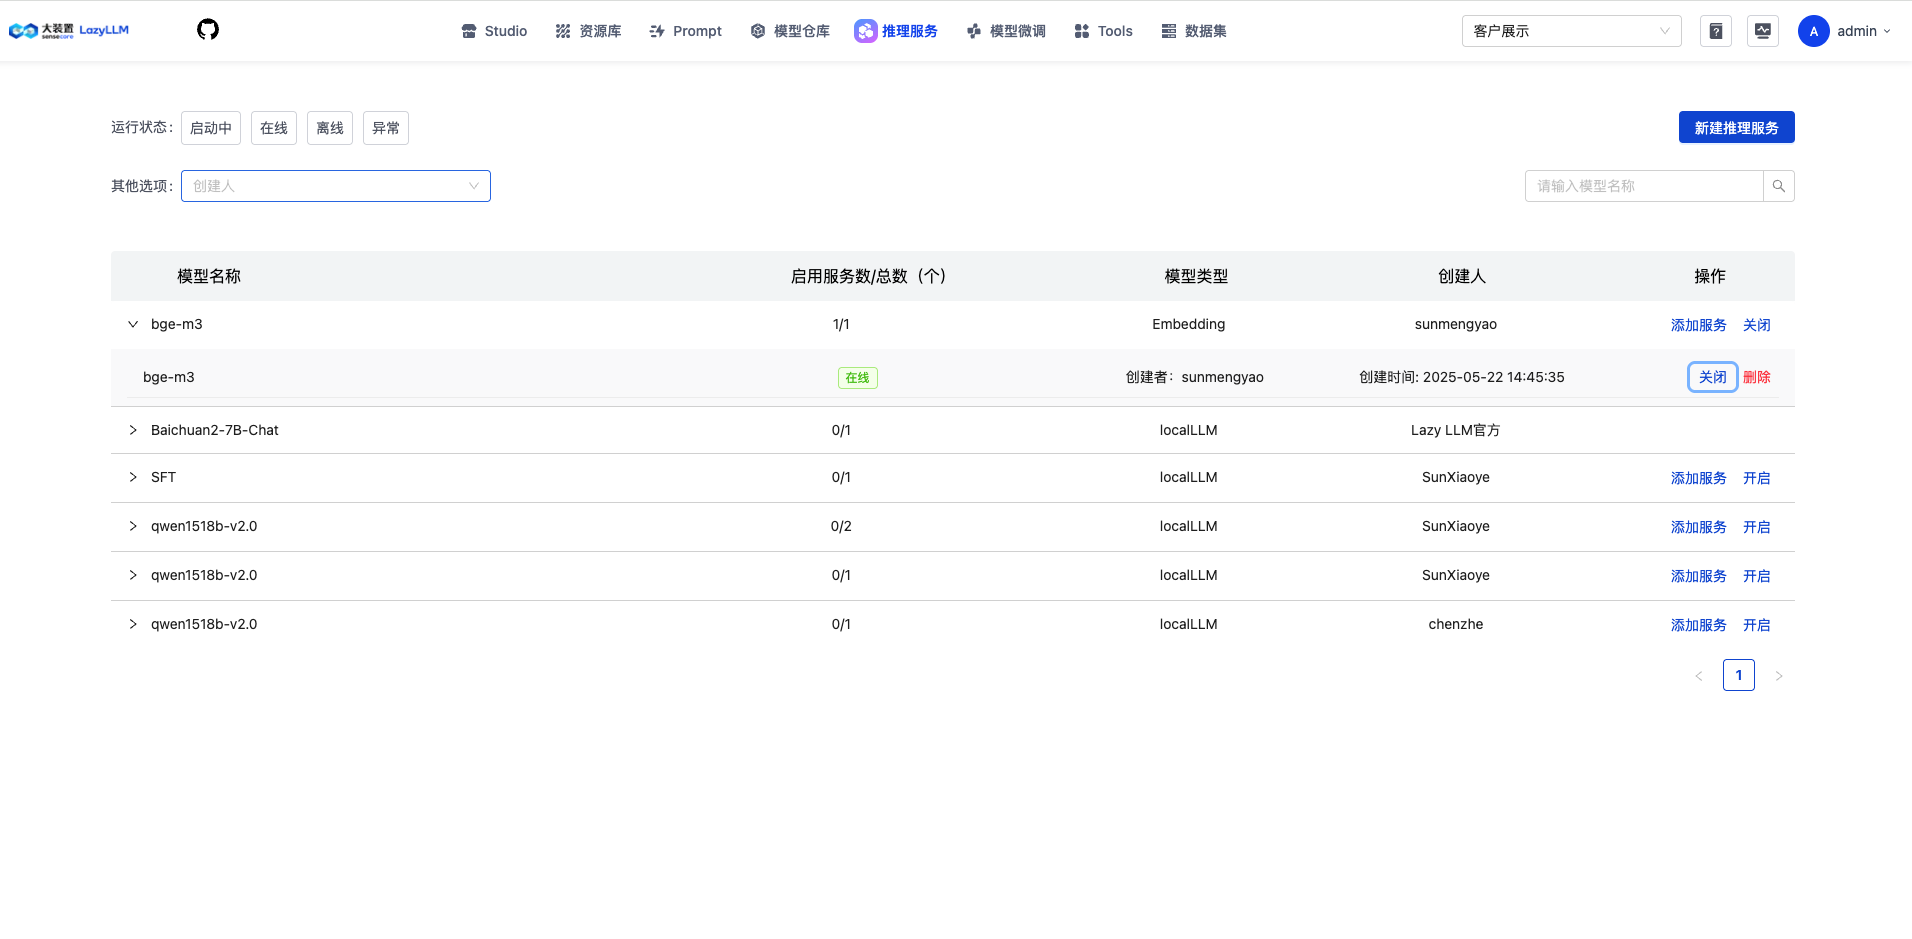 大装置 sensecore LazyLLM
Studio 资源库 Prompt 模型仓库 推理服务 模型微调 Tools 数据集 客户展示 A admin
运行状态: 启动中 在线 离线 异常 新建推理服务
其他选项: 创建人 请输入模型名称
模型名称 启用服务数/总数（个） 模型类型 创建人 操作
bge-m3 1/1 Embedding sunmengyao 添加服务 关闭
bge-m3 在线 创建者：sunmengyao 创建时间: 2025-05-22 14:45:35 关闭 删除
Baichuan2-7B-Chat 0/1 localLLM Lazy LLM官方
SFT 0/1 localLLM SunXiaoye 添加服务 开启
qwen1518b-v2.0 0/2 localLLM SunXiaoye 添加服务 开启
qwen1518b-v2.0 0/1 localLLM SunXiaoye 添加服务 开启
qwen1518b-v2.0 0/1 localLLM chenzhe 添加服务 开启
1